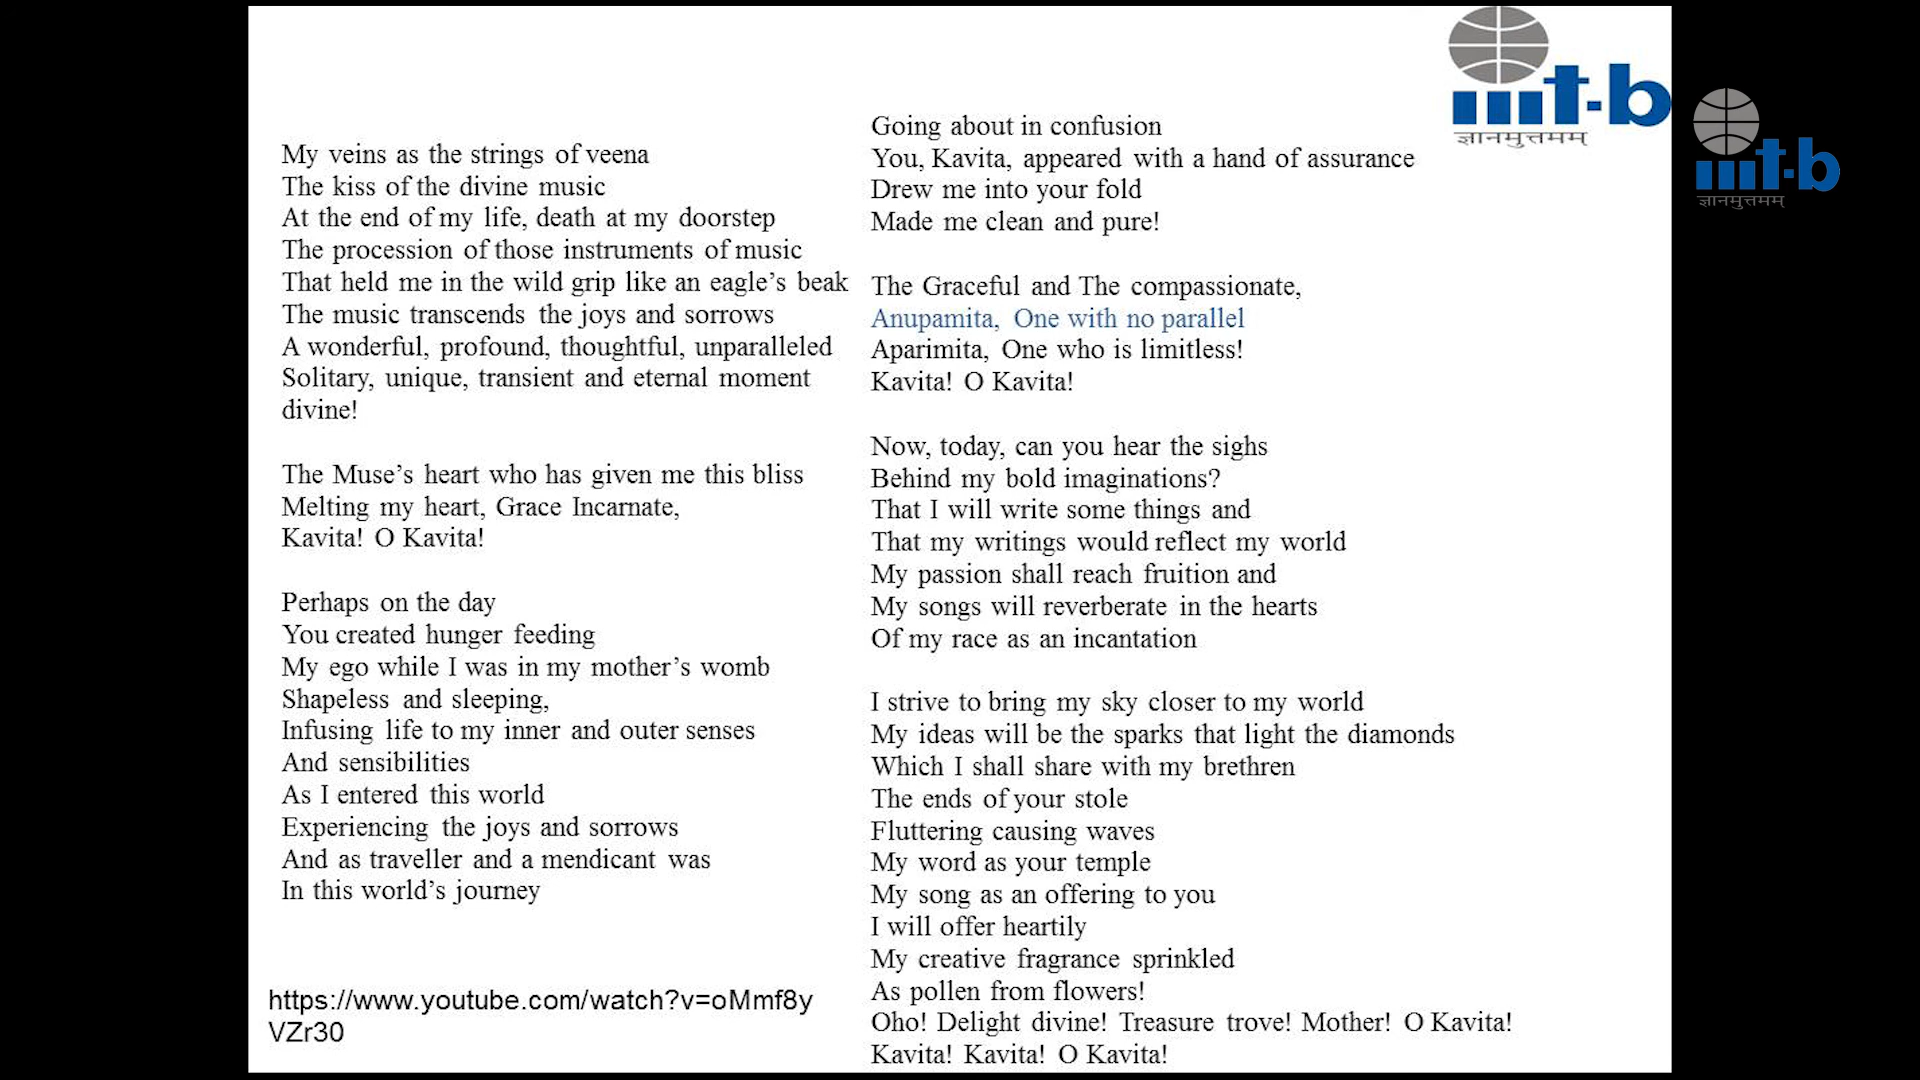 My veins as the strings of veena
The kiss of the divine music
At the end of my life, death at my doorstep
The procession of those instruments of music
That held me in the wild grip like an eagle’s beak
The music transcends the joys and sorrows
A wonderful, profound, thoughtful, unparalleled
Solitary, unique, transient and eternal moment
divine!
The Muse’s heart who has given me this bliss
Melting my heart, Grace Incarnate,
Kavita! O Kavita!
Perhaps on the day
You created hunger feeding
My ego while I was in my mother’s womb
Shapeless and sleeping,
Infusing life to my inner and outer senses
And sensibilities
As I entered this world
Experiencing the joys and sorrows
And as traveller and a mendicant was
In this world’s journey
https://www.youtube.com/watch?v=oMmf8y
VZr30
Going about in confusion
You, Kavita, appeared with a hand of assurance
Drew me into your fold
Made me clean and pure!
The Graceful and The compassionate,
Anupamita, One with no parallel
Aparimita, One who is limitless!
Kavita! O Kavita!
Now, today, can you hear the sighs
Behind my bold imaginations?
That I will write some things and
That my writings would reflect my world
My passion shall reach fruition and
My songs will reverberate in the hearts
Of my race as an incantation
I strive to bring my sky closer to my world
My ideas will be the sparks that light the diamonds
Which I shall share with my brethren
The ends of your stole
Fluttering causing waves
My word as your temple
My song as an offering to you
I will offer heartily
My creative fragrance sprinkled
As pollen from flowers!
Oho! Delight divine! Treasure trove! Mother! O Kavita!
Kavita! Kavita! O Kavita!
iiit-b
ज्ञानमुत्तमम्
iiit-b
ज्ञानमुत्तमम्